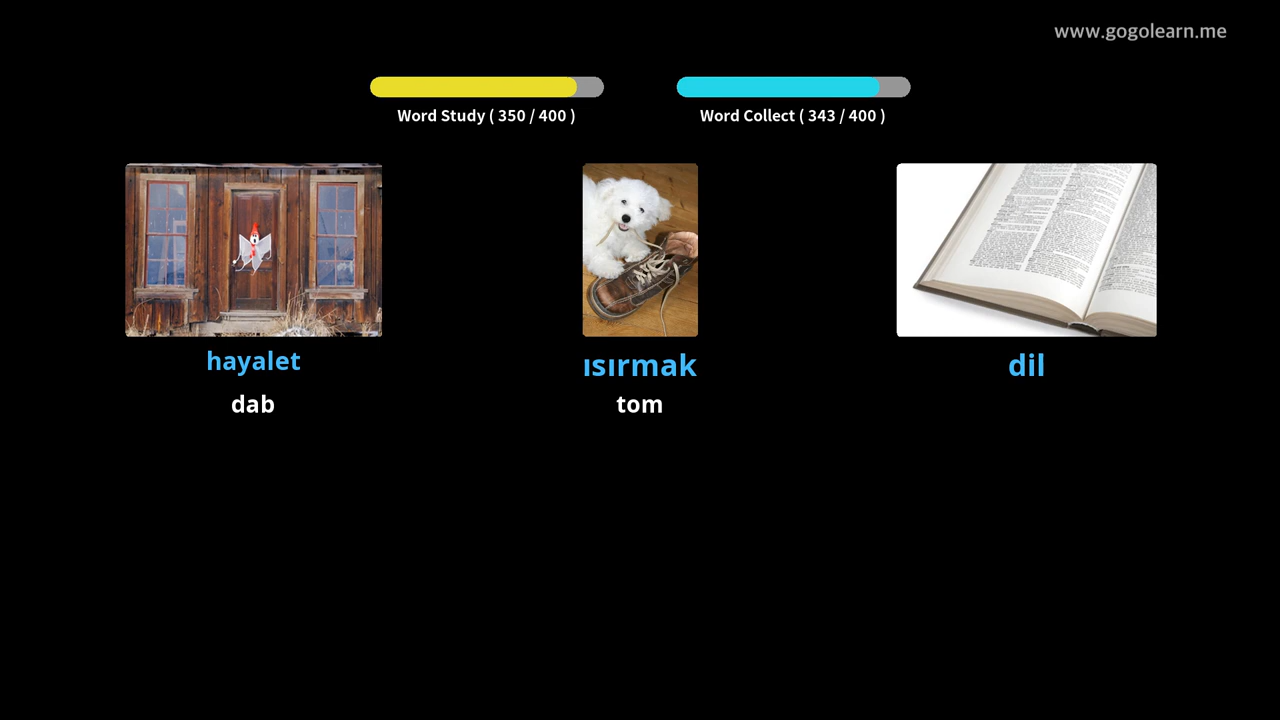 www.gogolearn.me
Word Study ( 350 / 400 )
Word Collect ( 343 / 400 )
hayalet
ısırmak
dil
dab
tom